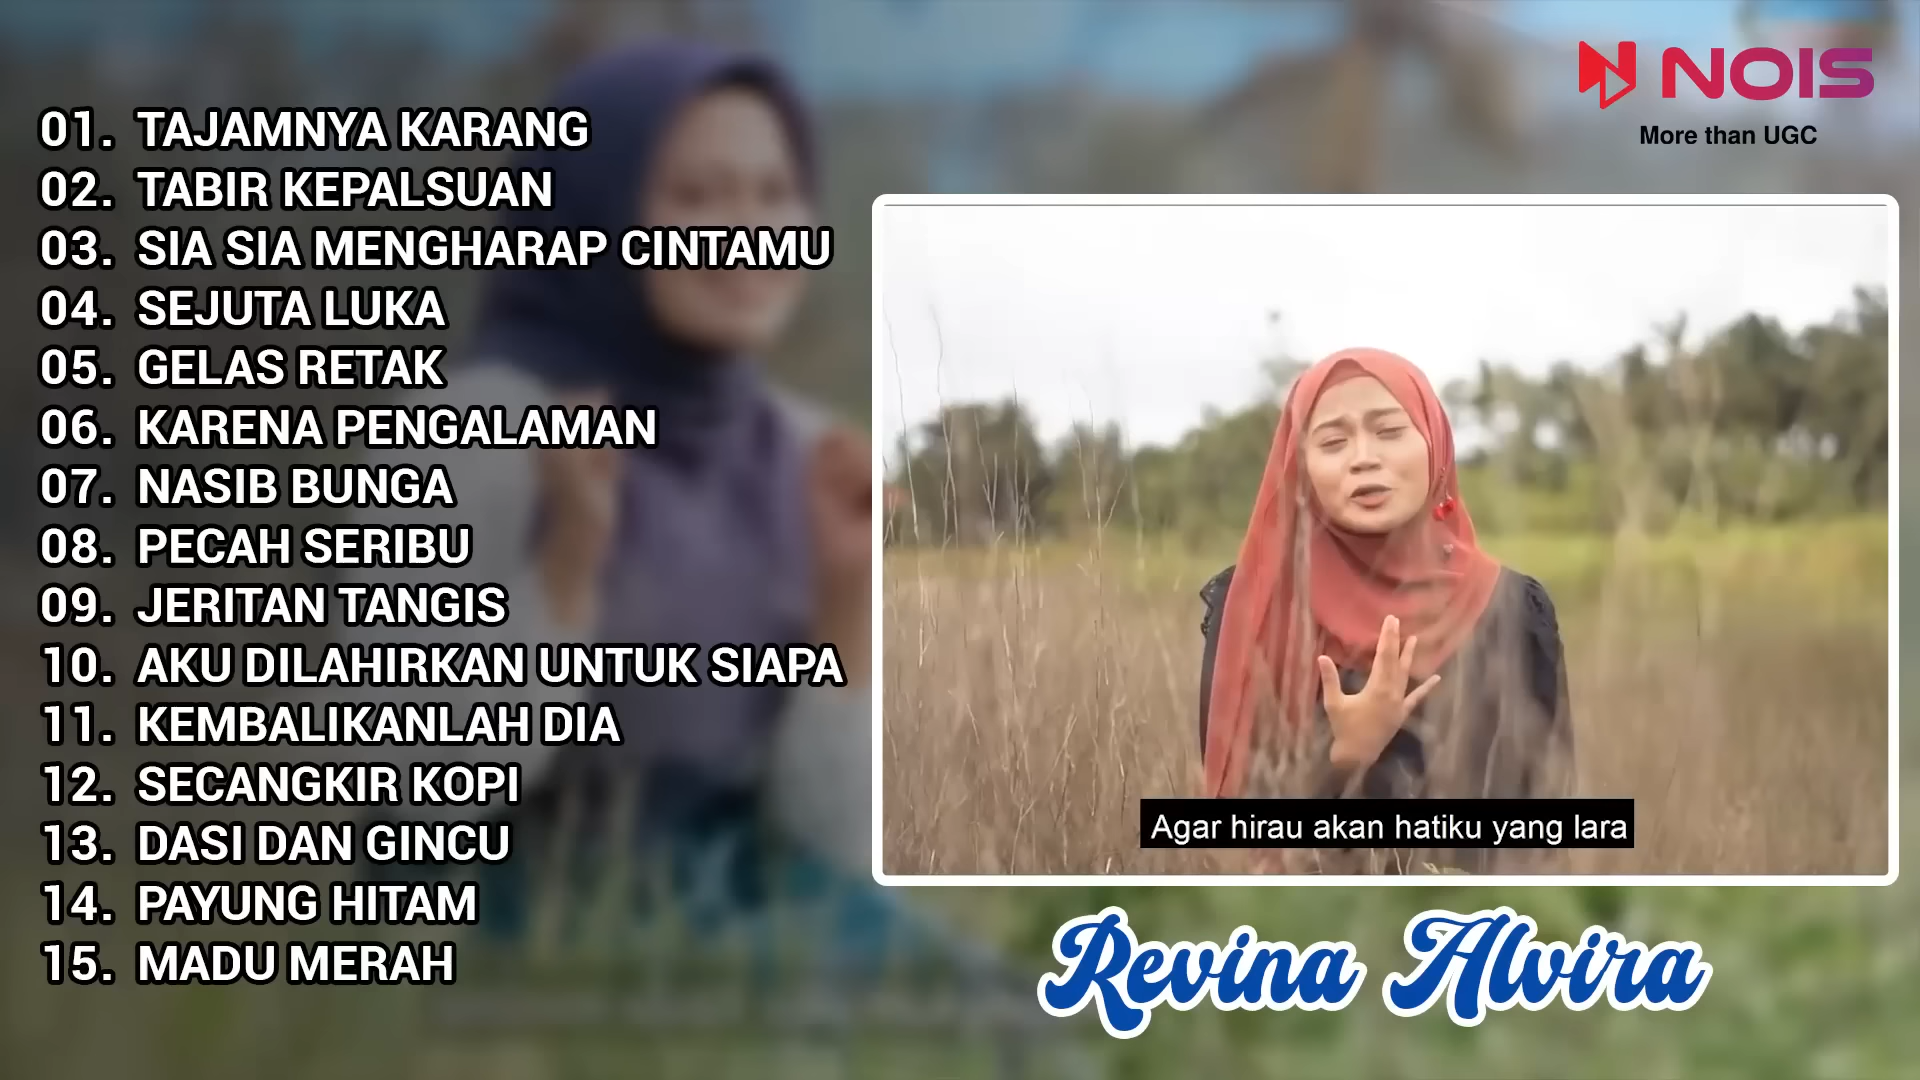 01. TAJAMNYA KARANG
02. TABIR KEPALSUAN
03. SIA SIA MENGHARAP CINTAMU
04. SEJUTA LUKA
05. GELAS RETAK
06. KARENA PENGALAMAN
07. NASIB BUNGA
08. PECAH SERIBU
09. JERITAN TANGIS
10. AKU DILAHIRKAN UNTUK SIAPA
11. KEMBALIKANLAH DIA
12. SECANGKIR KOPI
13. DASI DAN GINCU
14. PAYUNG HITAM
15. MADU MERAH
NOIS
More than UGC
Agar hirau akan hatiku yang lara
Revina Alvira